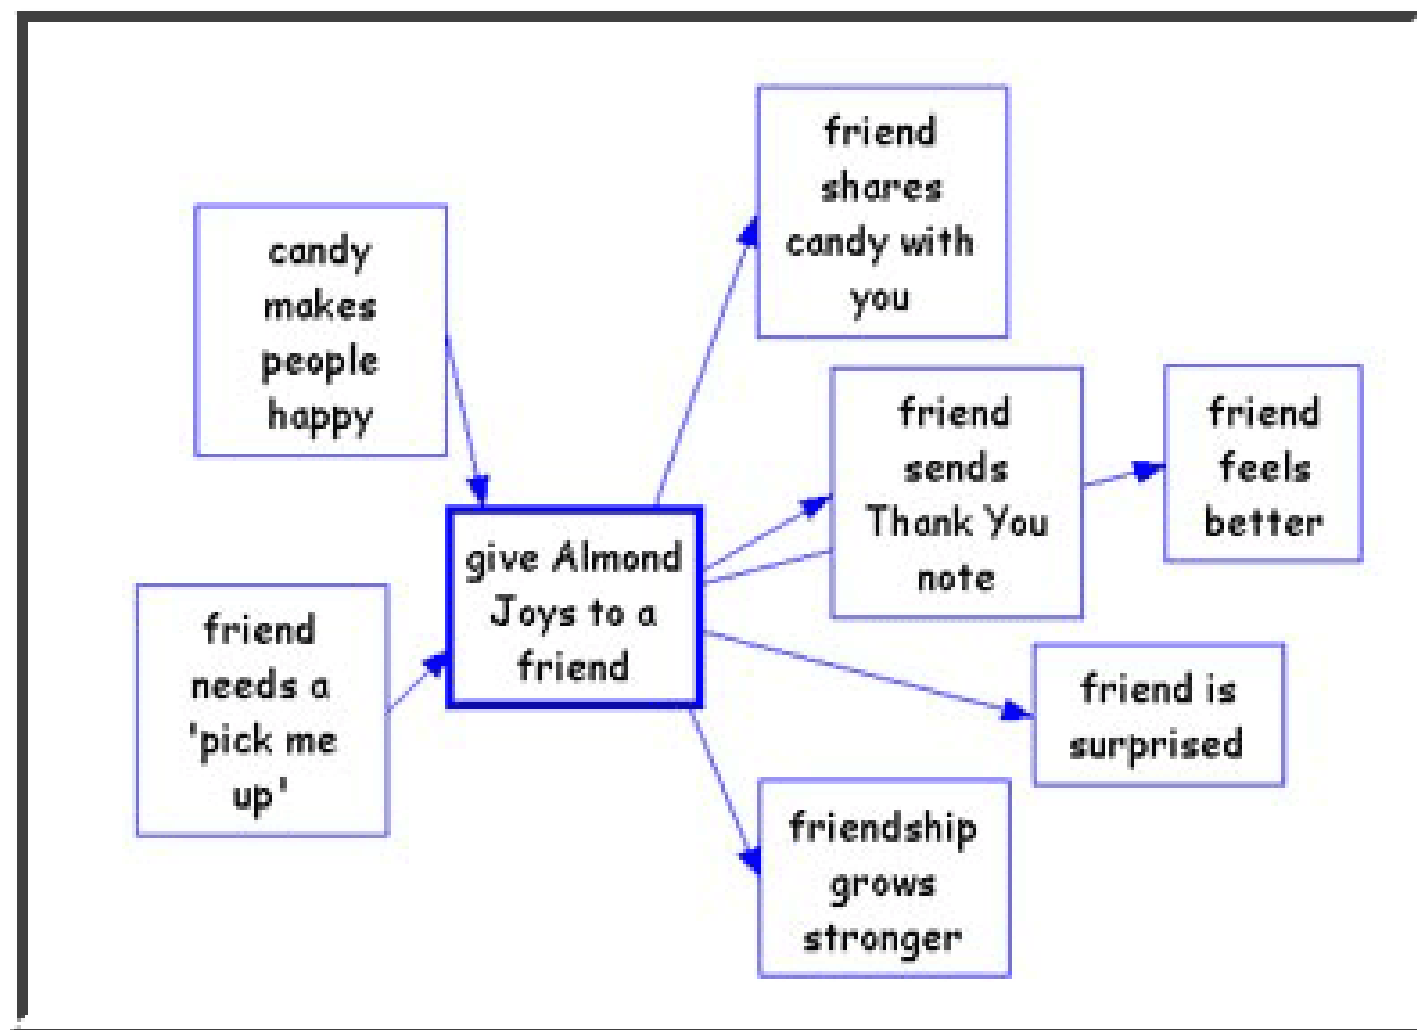 candy
makes
people
happy
friend
needs a
'pick me
up'
give Almond
Joys to a
friend
friend
shares
candy with
you
friend
sends
Thank You
note
friend
feels
better
friend is
surprised
friendship
grows
stronger